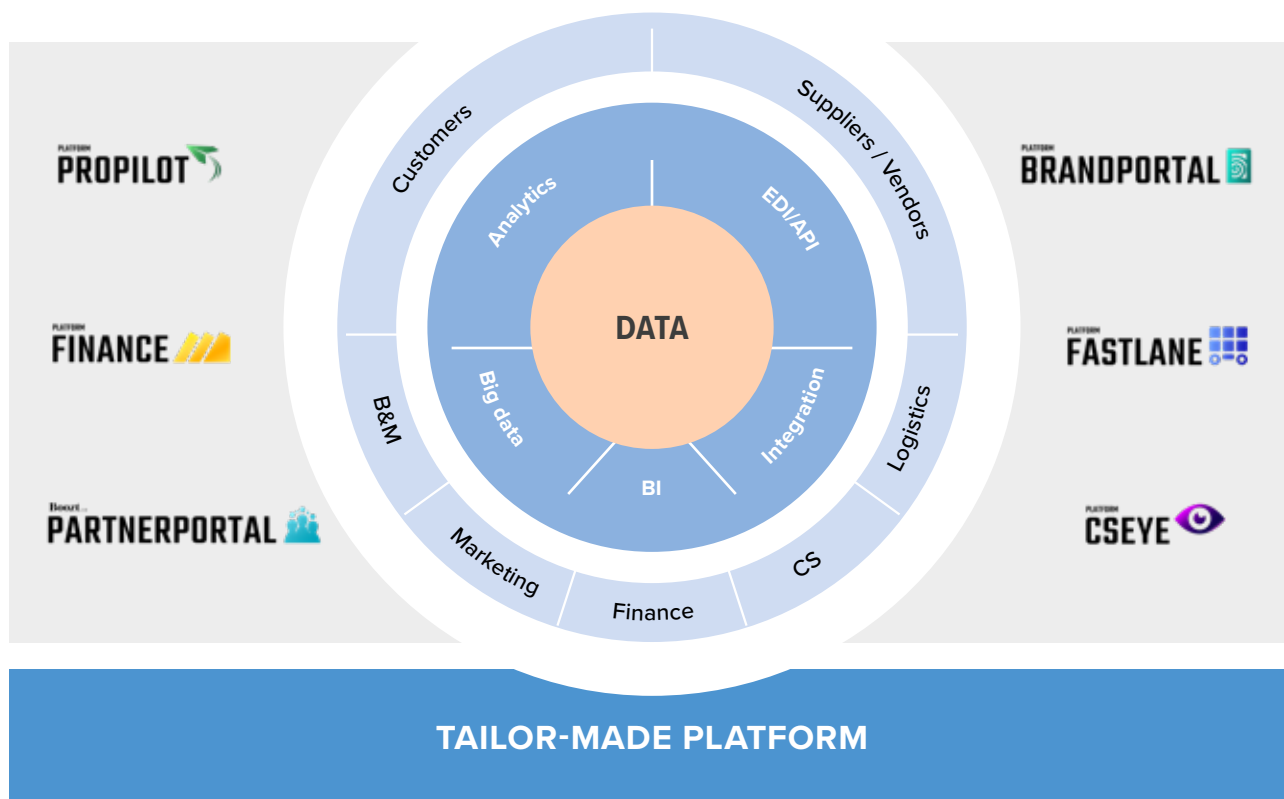 Customers
Suppliers / Vendors
PLATFORM
PROPILOT
PLATFORM
BRANDPORTAL
Analytics
EDI/API
DATA
PLATFORM
FINANCE
PLATFORM
FASTLANE
Big data
Integration
B&M
Logistics
BI
PARTNERPORTAL
PLATFORM
CSEYE
Marketing
CS
Finance
TAILOR-MADE PLATFORM